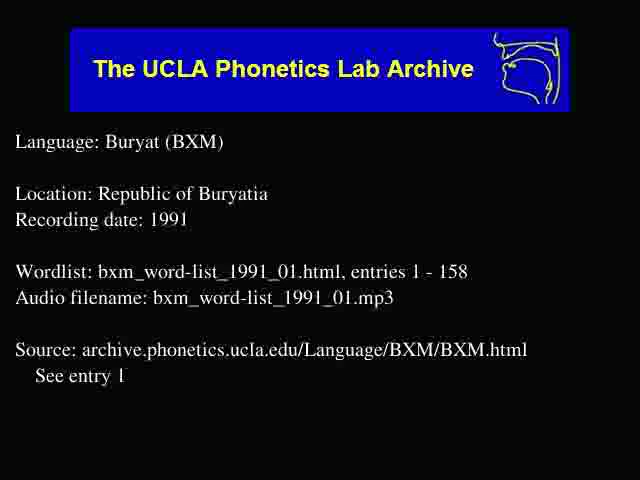 The UCLA Phonetics Lab Archive
Language: Buryat (BXM)
Location: Republic of Buryatia
Recording date: 1991
Wordlist: bxm_word-list_1991_01.html, entries 1 - 158
Audio filename: bxm_word-list_1991_01.mp3
Source: archive.phonetics.ucla.edu/Language/BXM/BXM.html
See entry 1